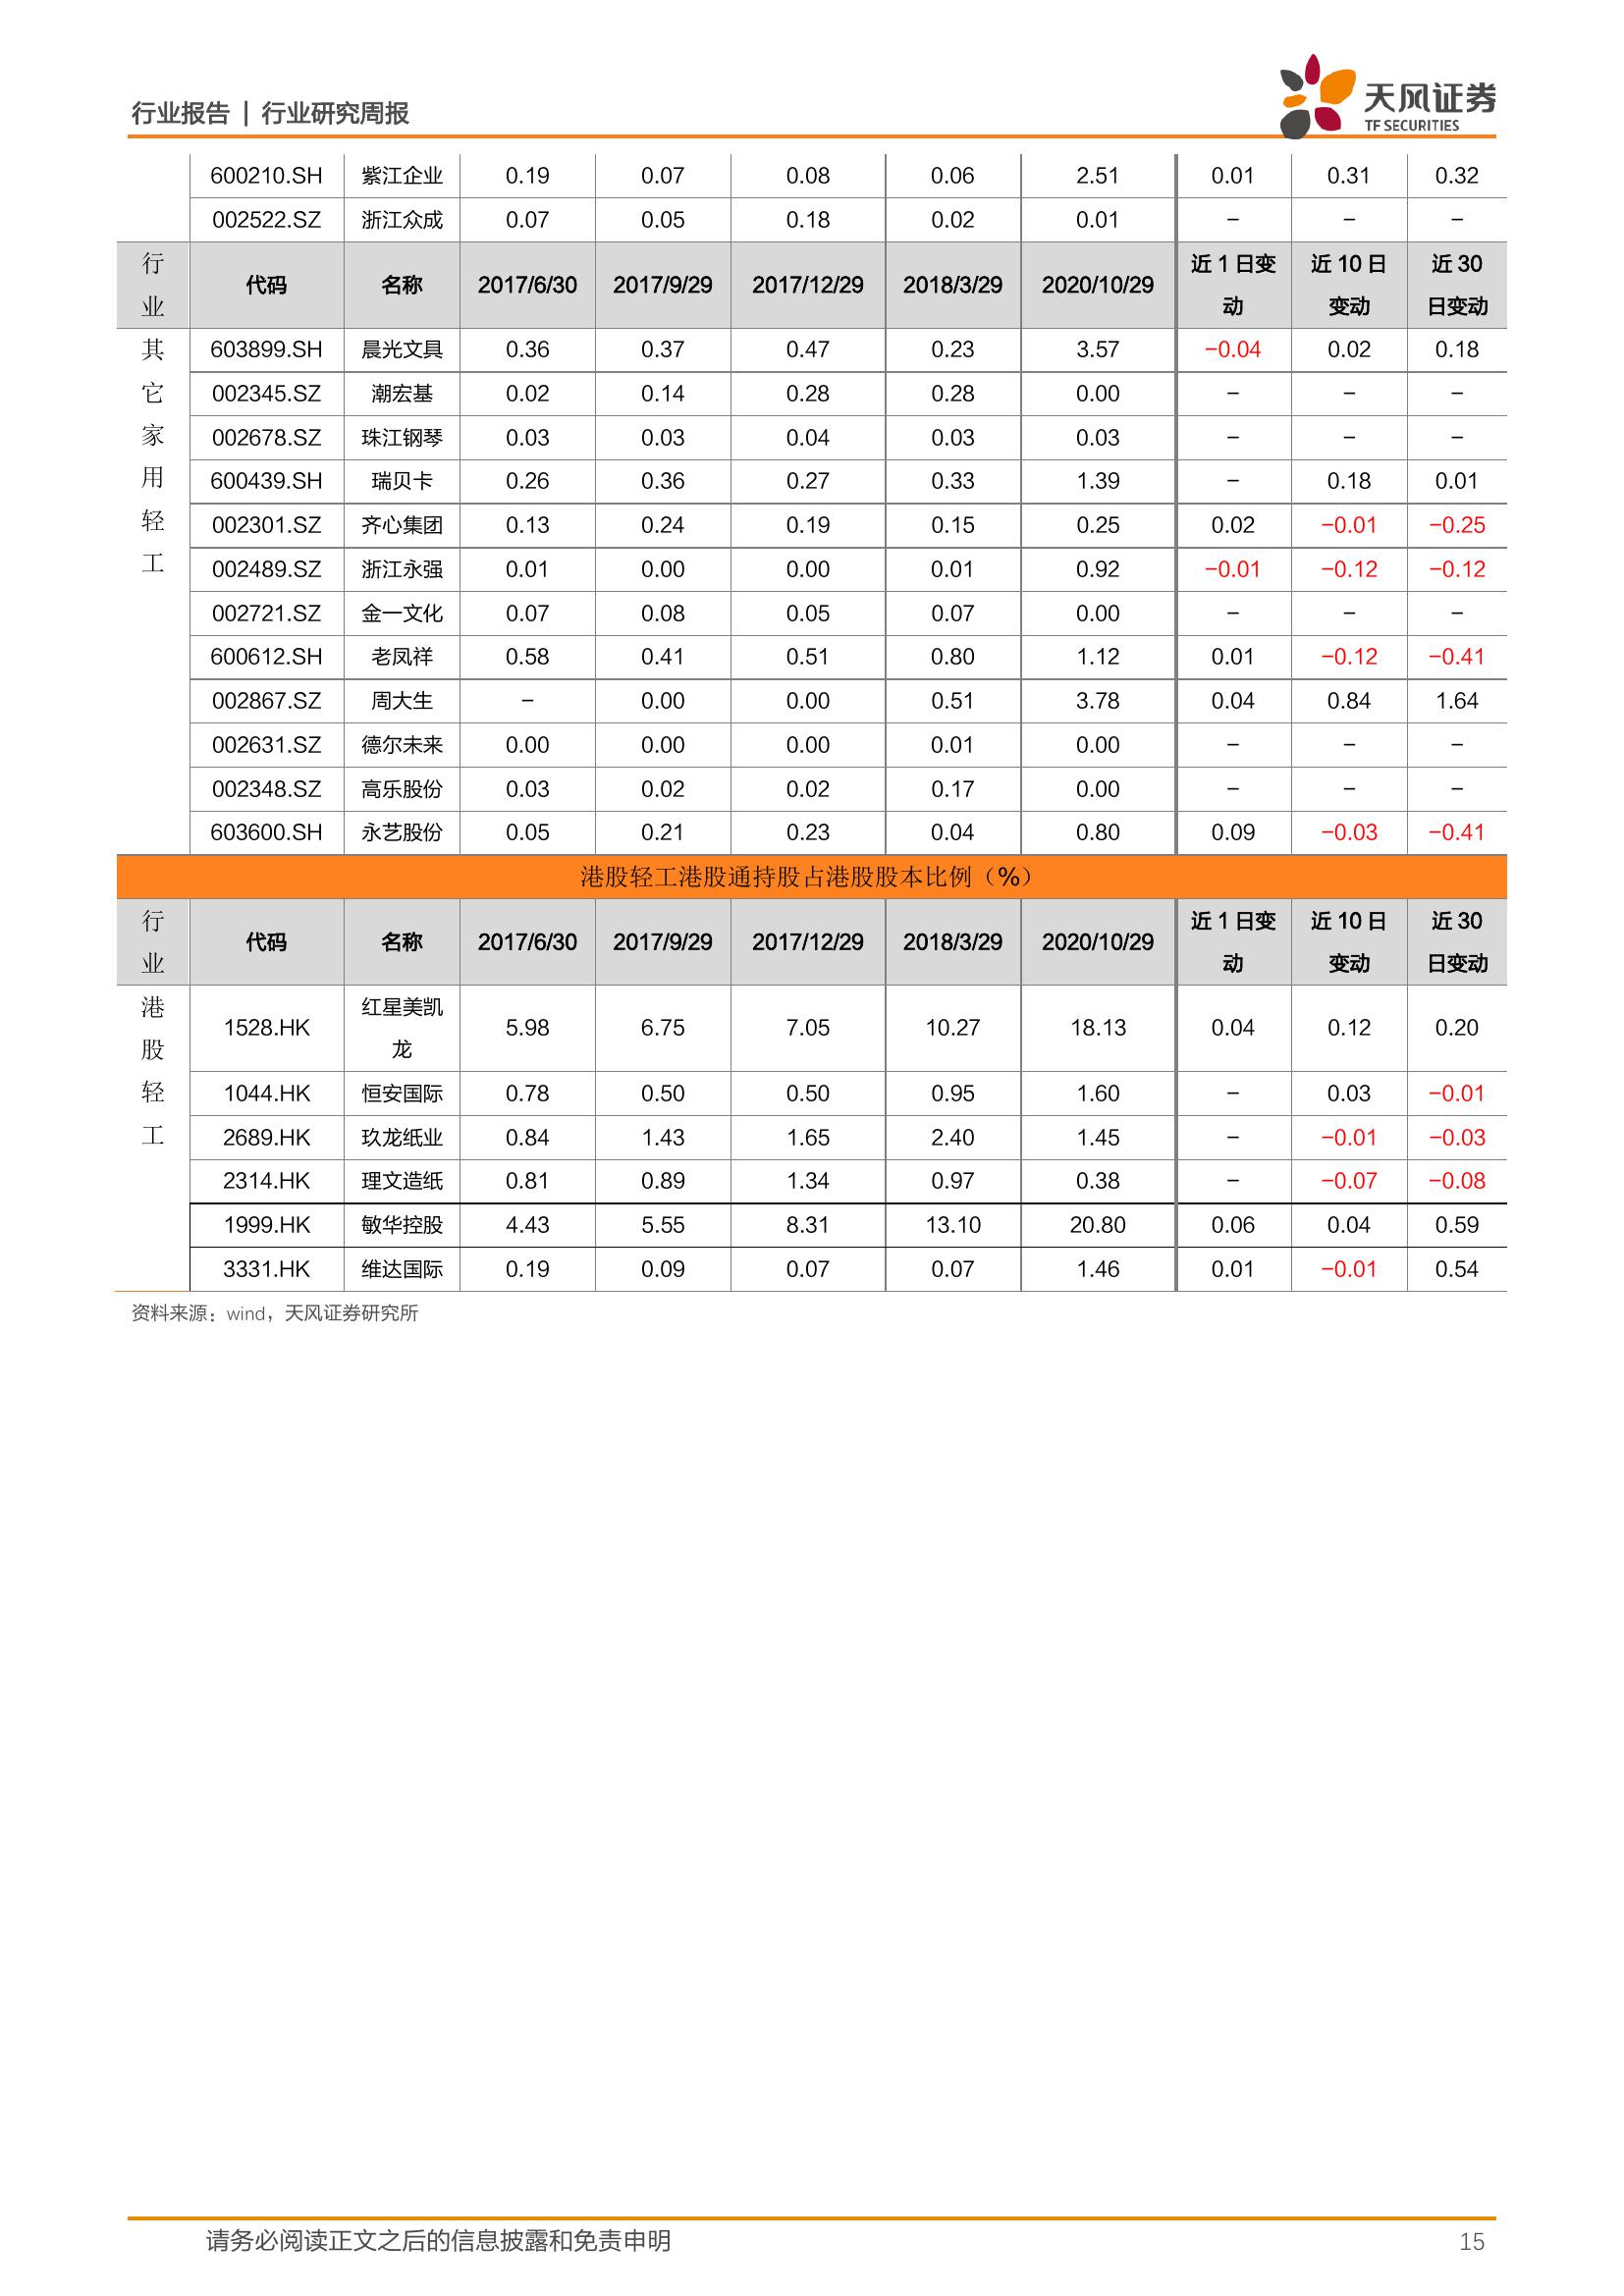 行业报告 | 行业研究周报
天风证券
TF SECURITIES
600210.SH 紫江企业 0.19 0.07 0.08 0.06 2.51 0.01 0.31 0.32
002522.SZ 浙江众成 0.07 0.05 0.18 0.02 0.01 - - -
行业 代码 名称 2017/6/30 2017/9/29 2017/12/29 2018/3/29 2020/10/29 近1日变动 近10日变动 近30日变动
其它家用轻工
603899.SH 晨光文具 0.36 0.37 0.47 0.23 3.57 -0.04 0.02 0.18
002345.SZ 潮宏基 0.02 0.14 0.28 0.28 0.00 - - -
002678.SZ 珠江钢琴 0.03 0.03 0.04 0.03 0.03 - - -
600439.SH 瑞贝卡 0.26 0.36 0.27 0.33 1.39 - 0.18 0.01
002301.SZ 齐心集团 0.13 0.24 0.19 0.15 0.25 0.02 -0.01 -0.25
002489.SZ 浙江永强 0.01 0.00 0.00 0.01 0.92 -0.01 -0.12 -0.12
002721.SZ 金一文化 0.07 0.08 0.05 0.07 0.00 - - -
600612.SH 老凤祥 0.58 0.41 0.51 0.80 1.12 0.01 -0.12 -0.41
002867.SZ 周大生 - 0.00 0.00 0.51 3.78 0.04 0.84 1.64
002631.SZ 德尔未来 0.00 0.00 0.00 0.01 0.00 - - -
002348.SZ 高乐股份 0.03 0.02 0.02 0.17 0.00 - - -
603600.SH 永艺股份 0.05 0.21 0.23 0.04 0.80 0.09 -0.03 -0.41
港股轻工港股通持股占港股股本比例（%）
行业 代码 名称 2017/6/30 2017/9/29 2017/12/29 2018/3/29 2020/10/29 近1日变动 近10日变动 近30日变动
港股轻工
1528.HK 红星美凯龙 5.98 6.75 7.05 10.27 18.13 0.04 0.12 0.20
1044.HK 恒安国际 0.78 0.50 0.50 0.95 1.60 - 0.03 -0.01
2689.HK 玖龙纸业 0.84 1.43 1.65 2.40 1.45 - -0.01 -0.03
2314.HK 理文造纸 0.81 0.89 1.34 0.97 0.38 - -0.07 -0.08
1999.HK 敏华控股 4.43 5.55 8.31 13.10 20.80 0.06 0.04 0.59
3331.HK 维达国际 0.19 0.09 0.07 0.07 1.46 0.01 -0.01 0.54
资料来源：wind，天风证券研究所
请务必阅读正文之后的信息披露和免责申明 15